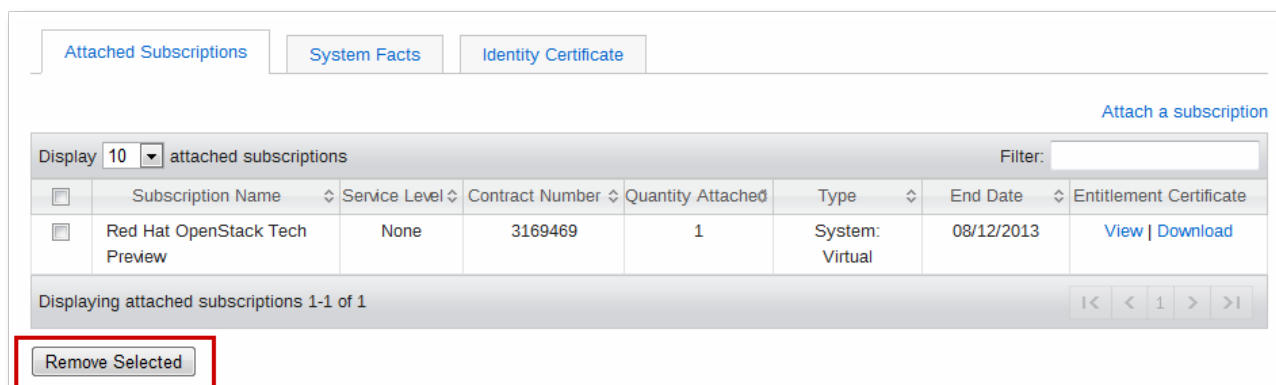 Attached Subscriptions System Facts Identity Certificate
Attach a subscription
Display 10 attached subscriptions Filter:
Subscription Name Service Level Contract Number Quantity Attached Type End Date Entitlement Certificate
Red Hat OpenStack Tech None 3169469 1 System: 08/12/2013 View | Download
Preview Virtual
Displaying attached subscriptions 1-1 of 1 |< < 1 > >|
Remove Selected